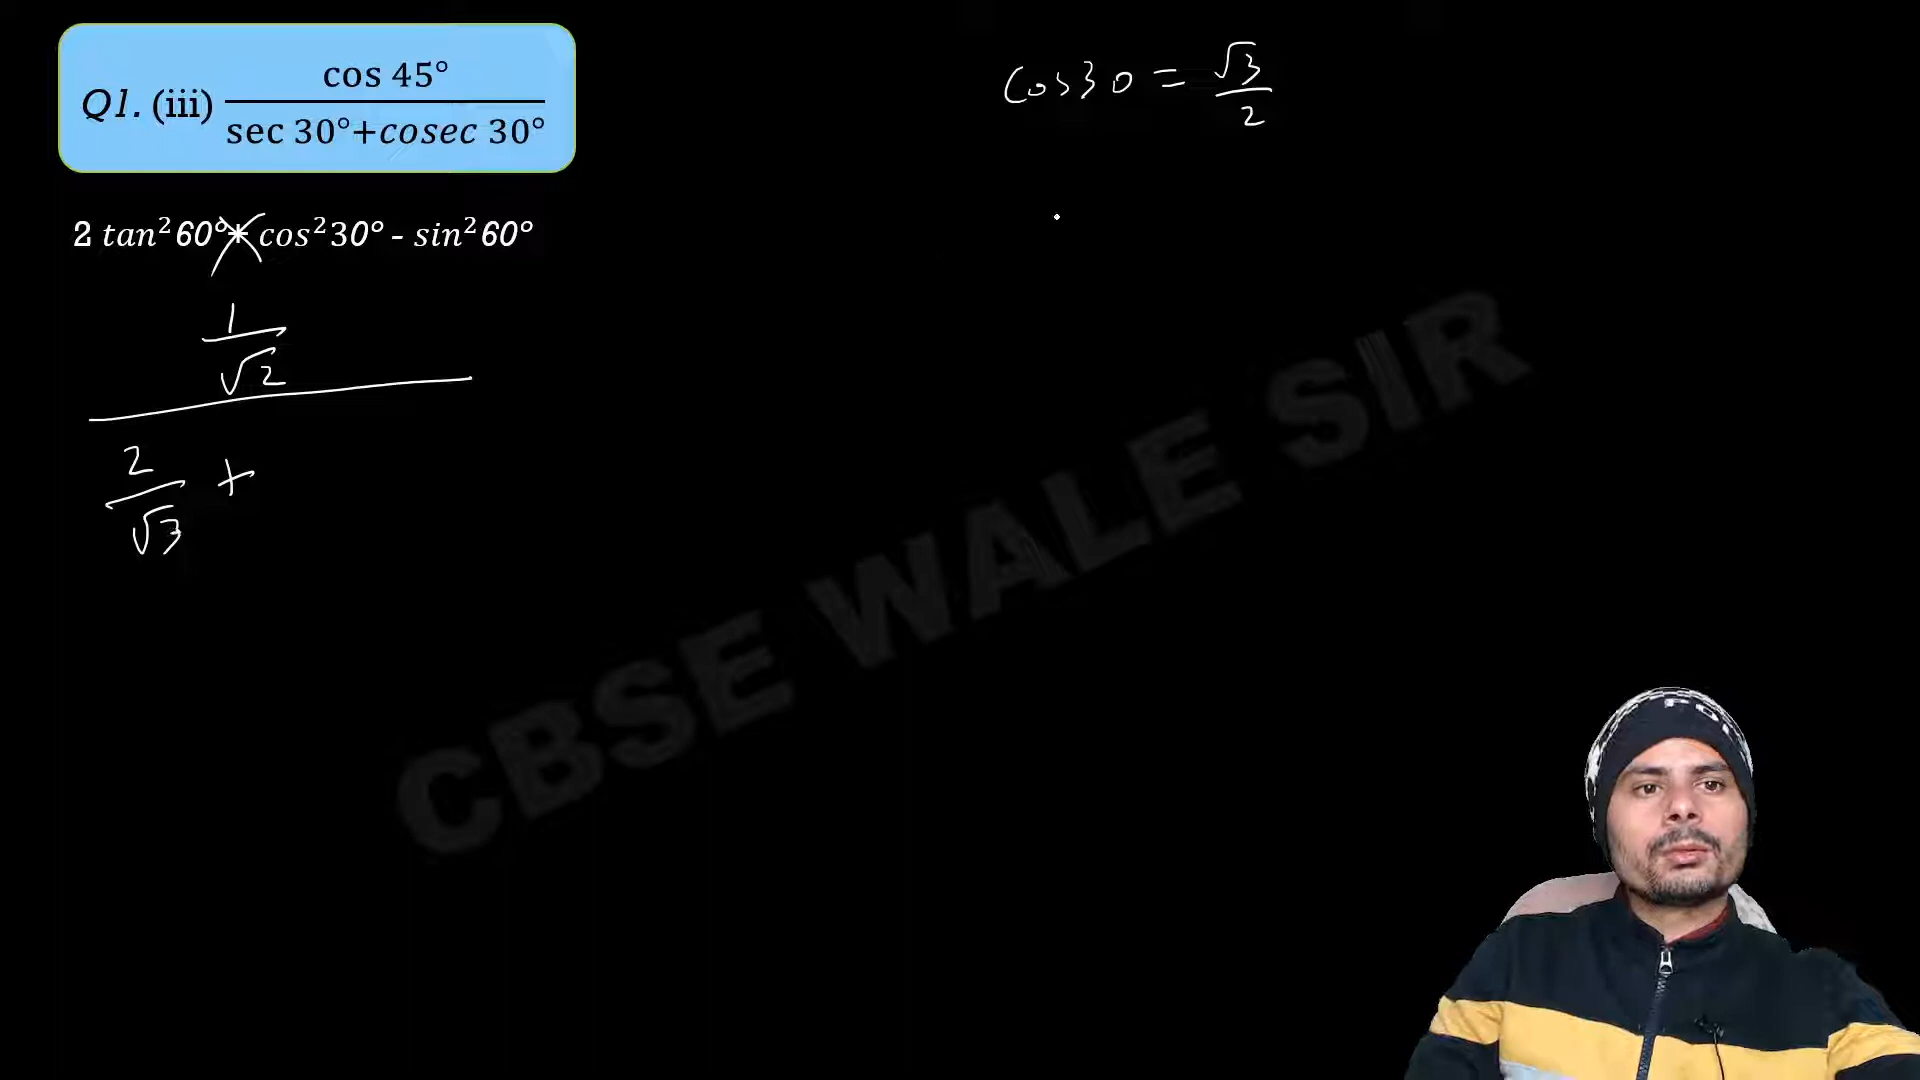 Q1. (iii) cos 45° / sec 30°+cosec 30°
cos30 = √3/2
2 tan²60°+ cos²30° - sin²60°
1/√2
2/√3 +
CBSE WALE SIR